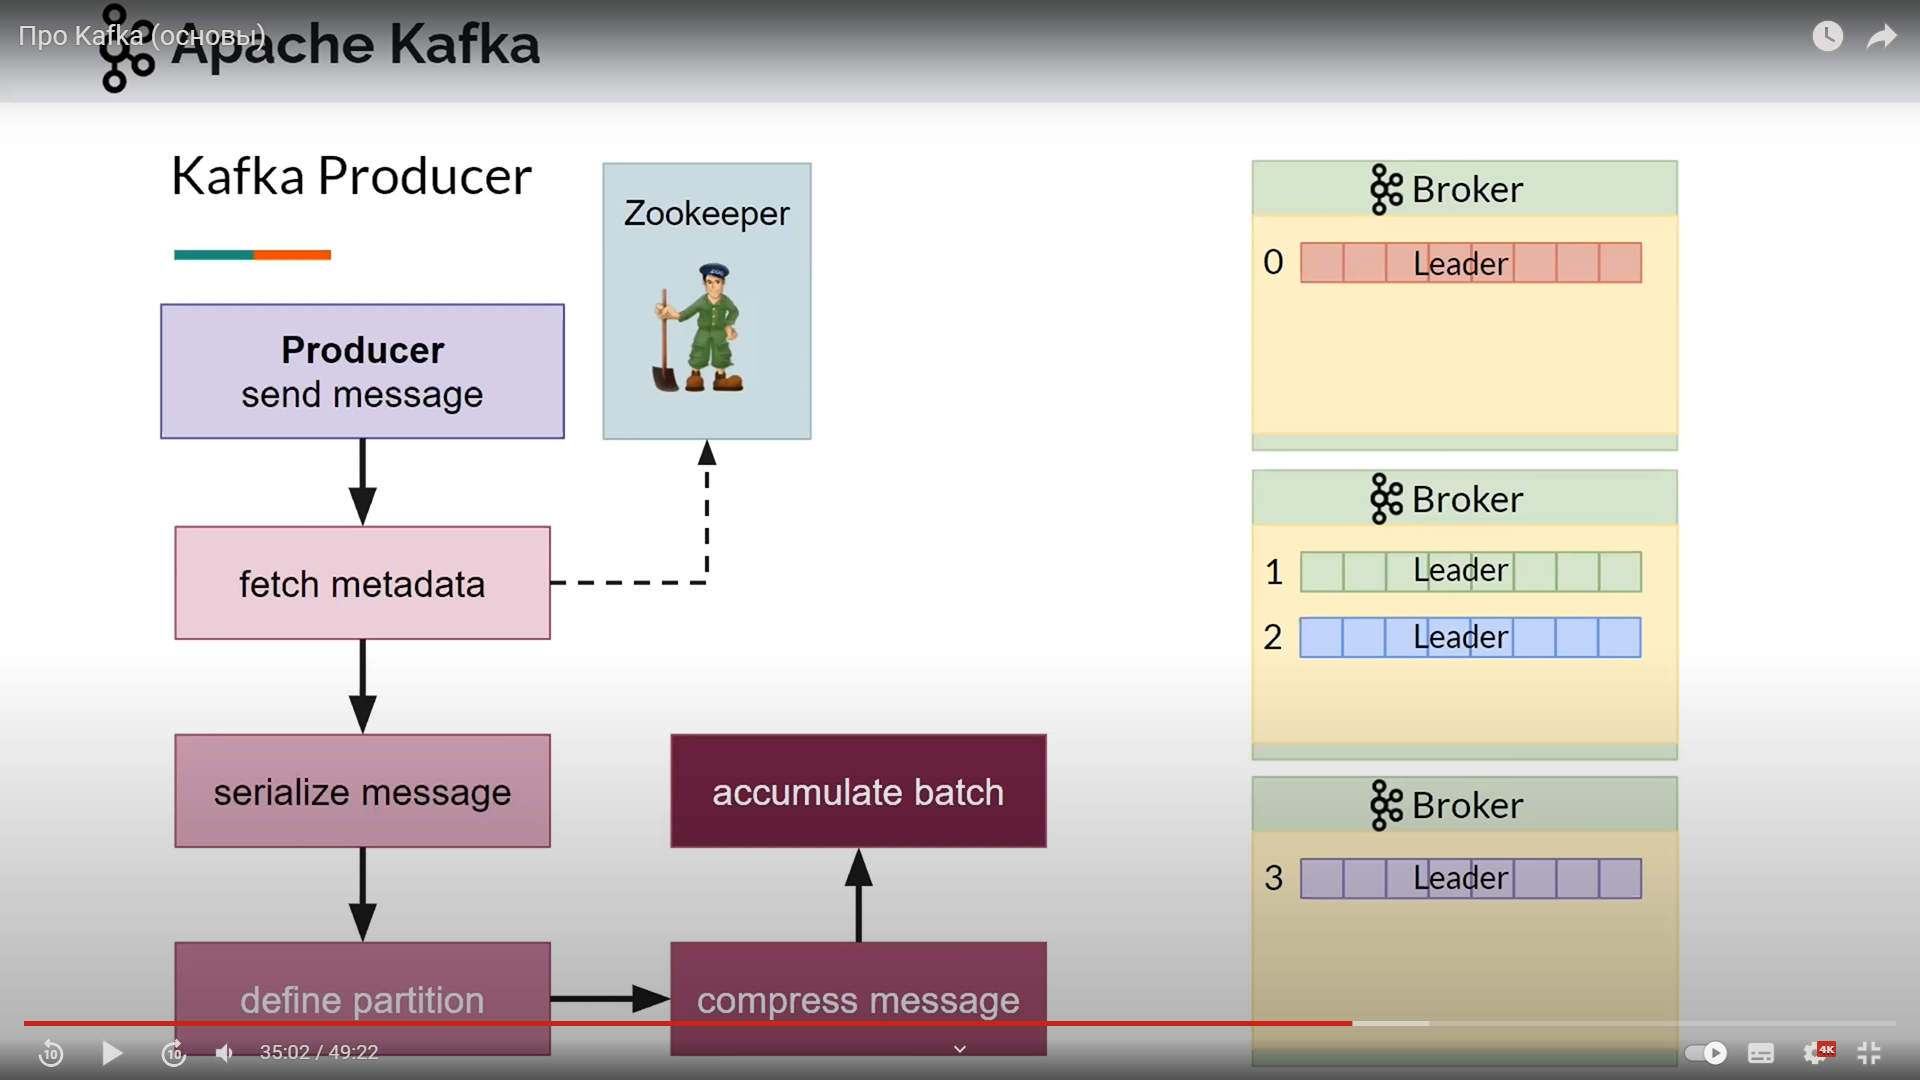 Про Kafka (основы)
Apache Kafka
Kafka Producer
Zookeeper
Producer
send message
fetch metadata
serialize message
define partition
compress message
accumulate batch
Broker
0 Leader
Broker
1 Leader
2 Leader
Broker
3 Leader
10
10
35:02 / 49:22
4K